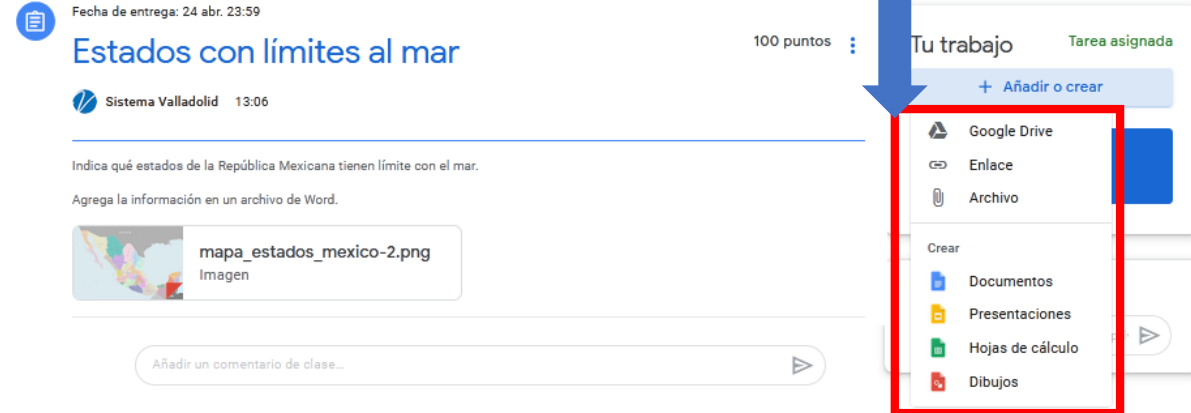 Fecha de entrega: 24 abr. 23:59
Estados con límites al mar
100 puntos
Sistema Valladolid 13:06
Indica qué estados de la República Mexicana tienen límite con el mar.
Agrega la información en un archivo de Word.
mapa_estados_mexico-2.png
Imagen
Añadir un comentario de clase...
Tu trabajo
Tarea asignada
+ Añadir o crear
Google Drive
Enlace
Archivo
Crear
Documentos
Presentaciones
Hojas de cálculo
Dibujos